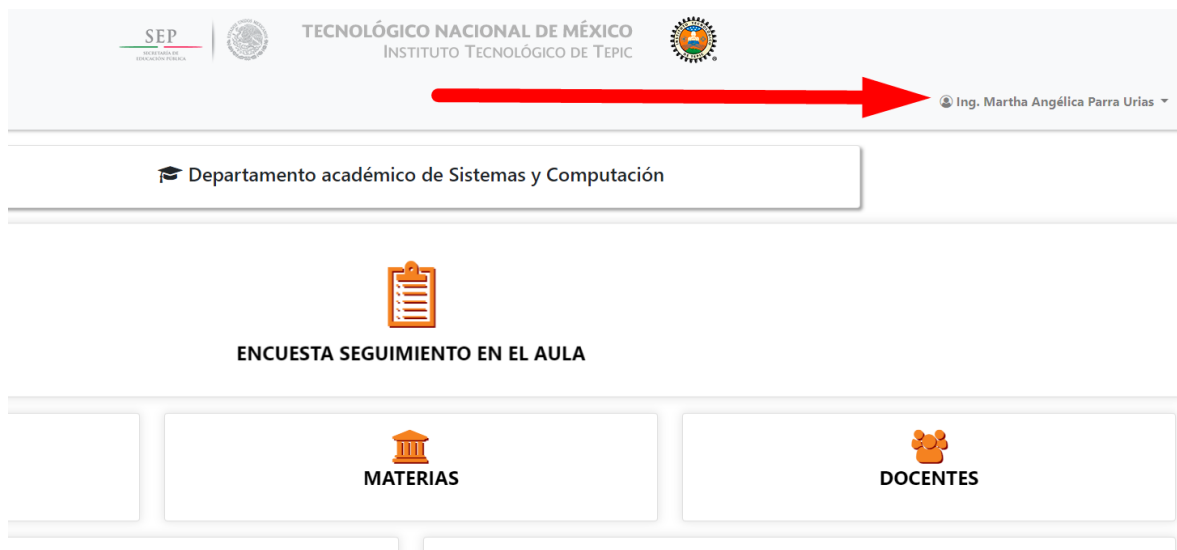 SEP
SECRETARÍA DE
EDUCACIÓN PÚBLICA
TECNOLÓGICO NACIONAL DE MÉXICO
INSTITUTO TECNOLÓGICO DE TEPIC
Ing. Martha Angélica Parra Urias
Departamento académico de Sistemas y Computación
ENCUESTA SEGUIMIENTO EN EL AULA
MATERIAS
DOCENTES